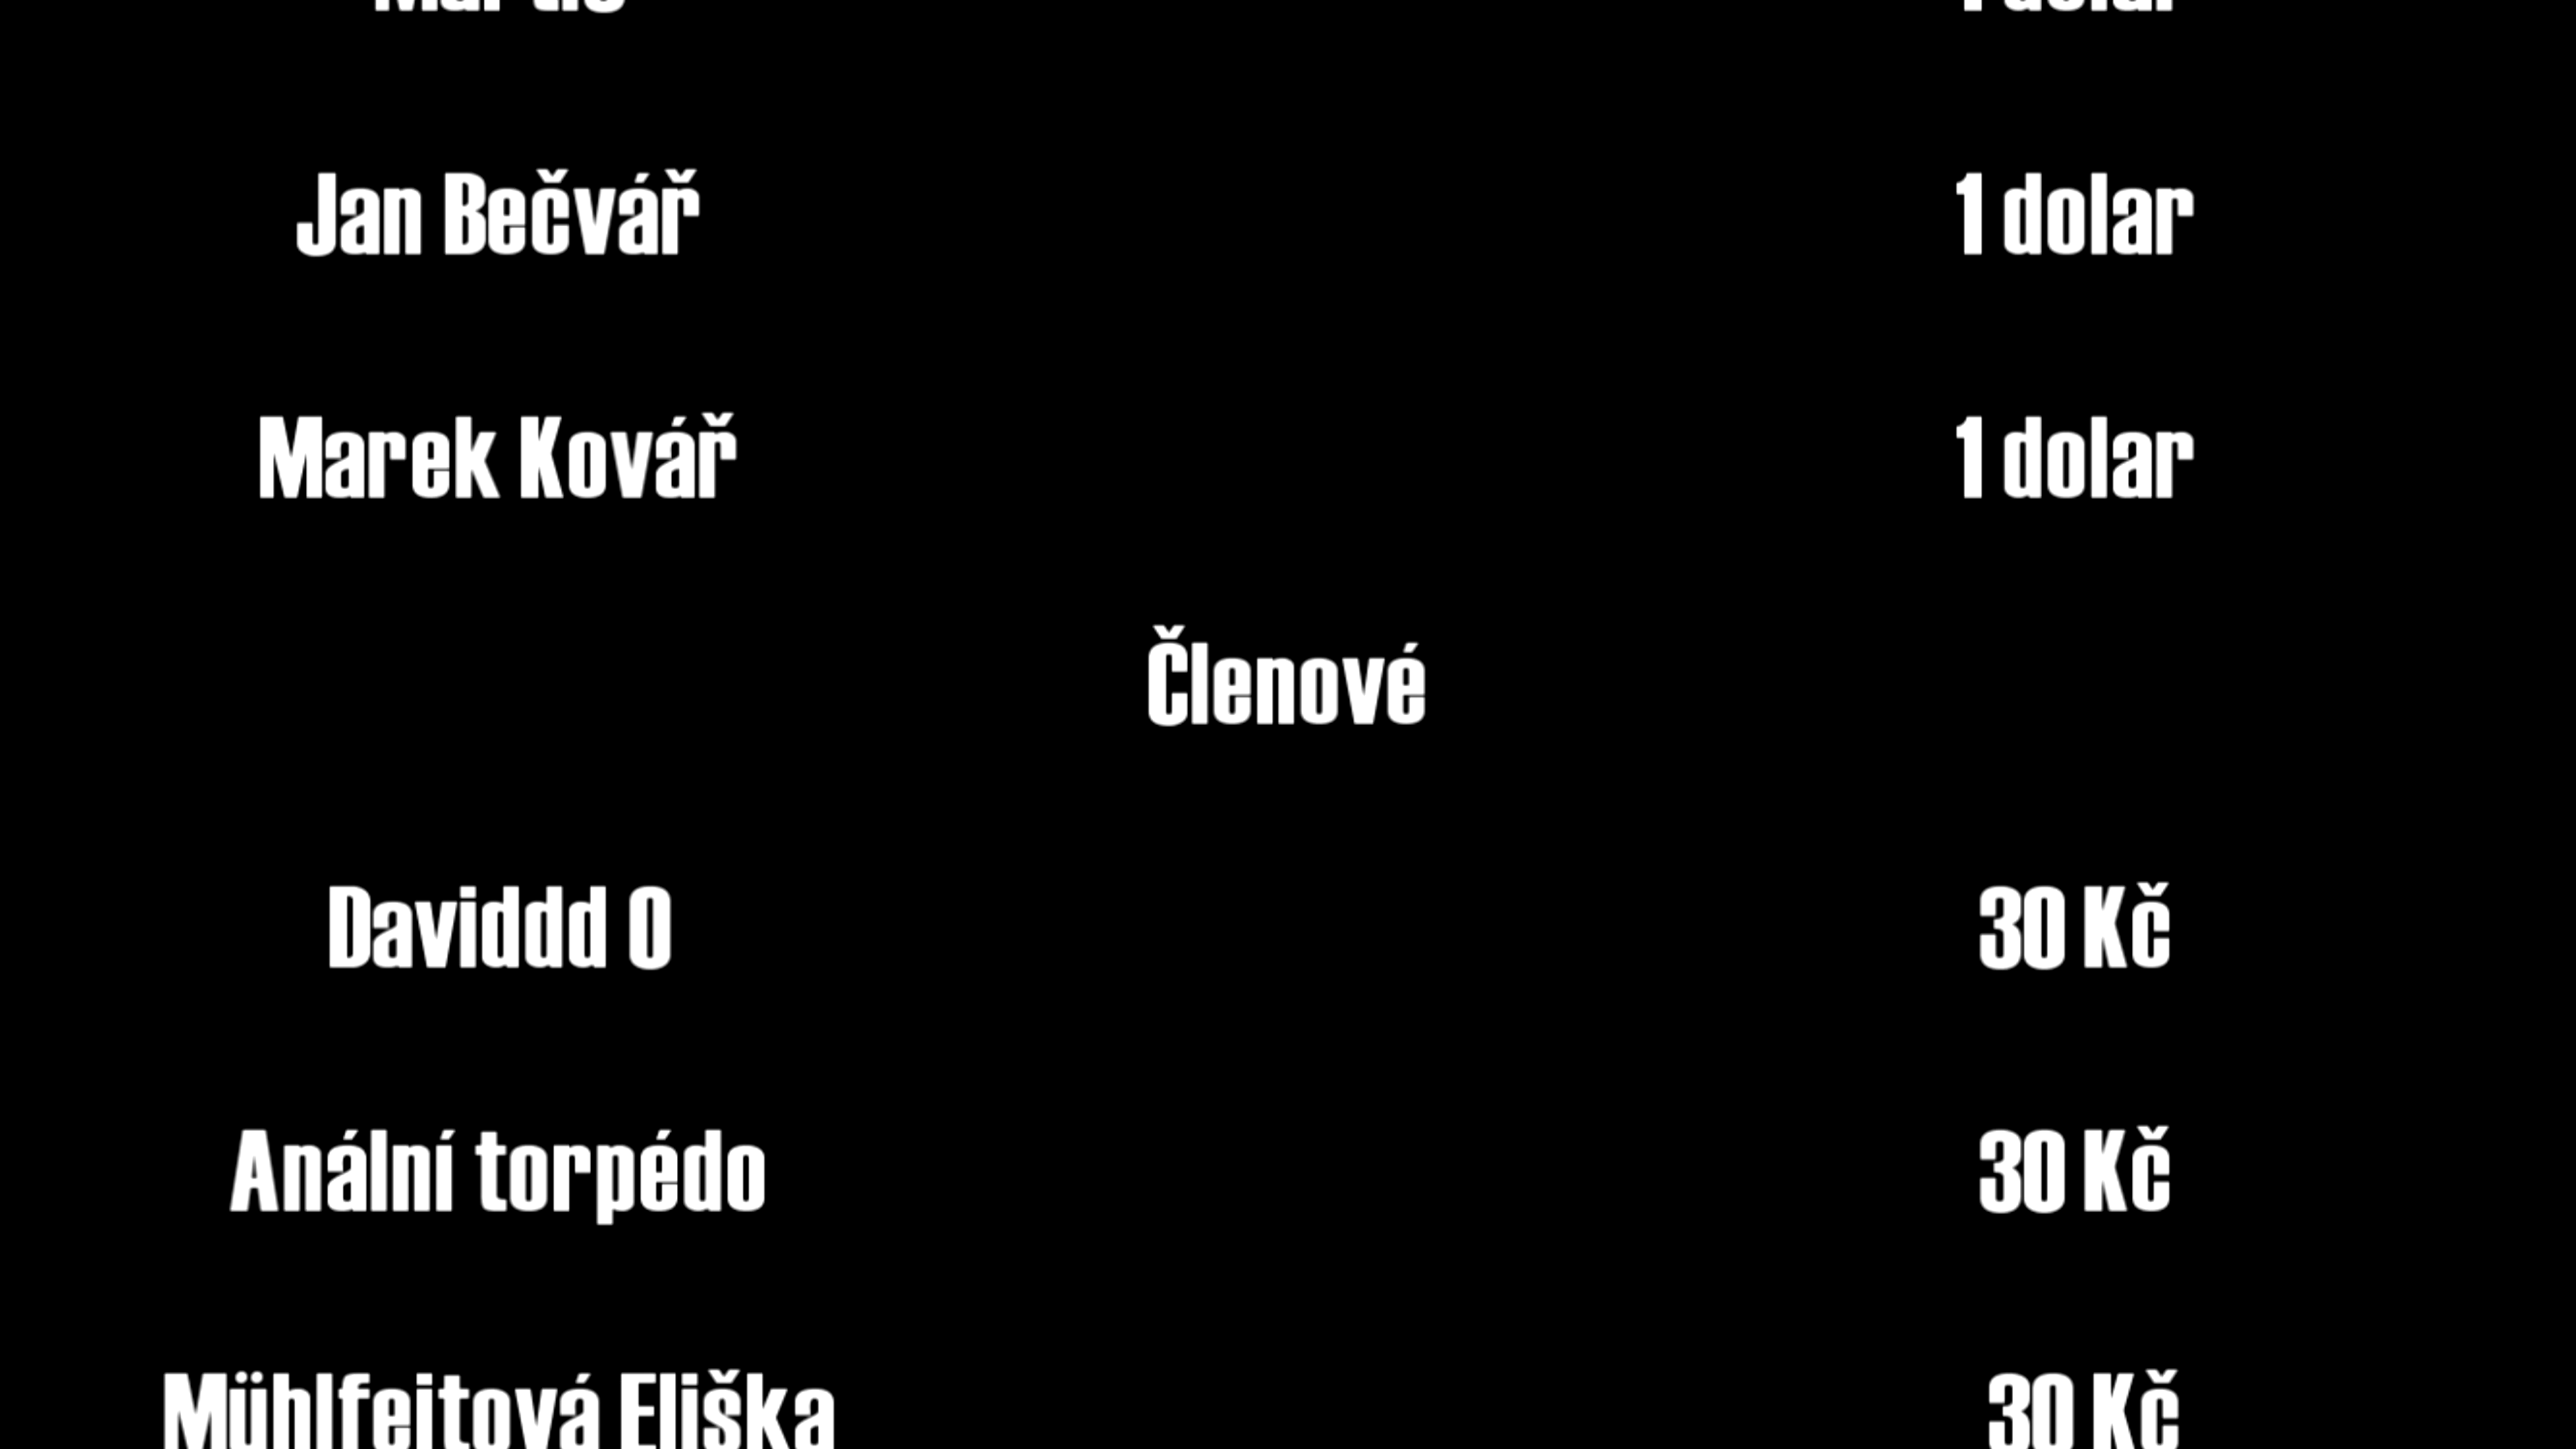 Jan Bečvář 1 dolar
Marek Kovář 1 dolar
Členové
Daviddd O 30 Kč
Anální torpédo 30 Kč
Mühlfeitová Eliška 30 Kč